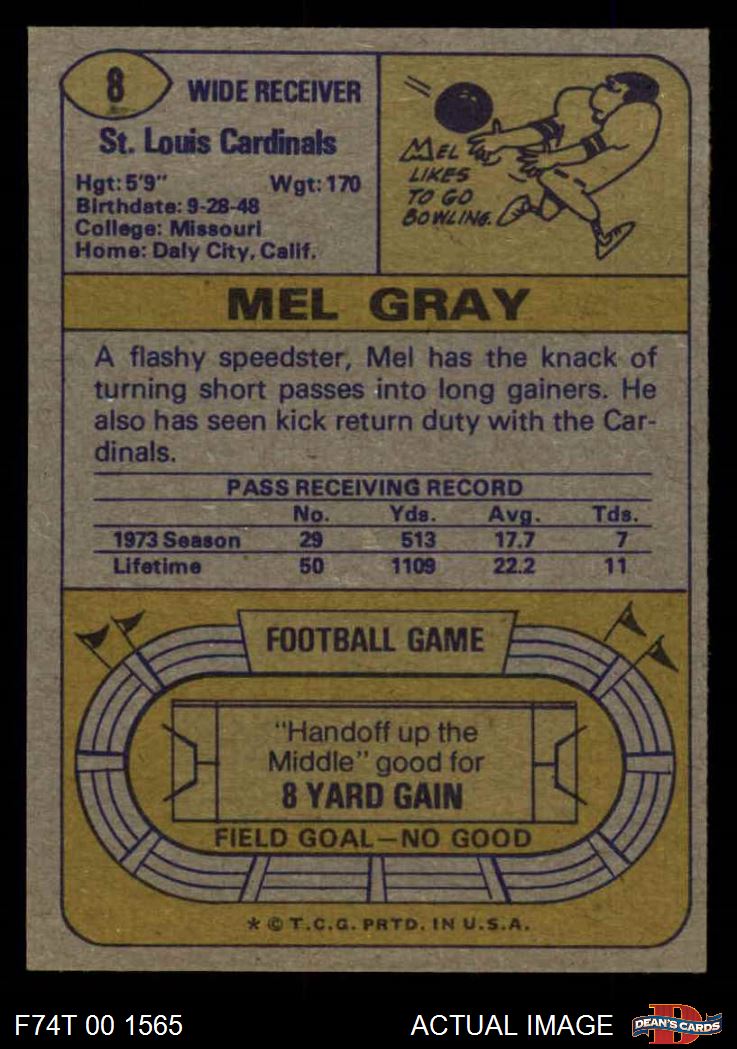 8
WIDE RECEIVER
St. Louis Cardinals
Hgt: 5'9" Wgt: 170
Birthdate: 9-28-48
College: Missouri
Home: Daly City, Calif.
MEL
LIKES
TO GO
BOWLING.
MEL GRAY
A flashy speedster, Mel has the knack of
turning short passes into long gainers. He
also has seen kick return duty with the Car-
dinals.
PASS RECEIVING RECORD
No. Yds. Avg. Tds.
1973 Season 29 513 17.7 7
Lifetime 50 1109 22.2 11
FOOTBALL GAME
"Handoff up the
Middle" good for
8 YARD GAIN
FIELD GOAL—NO GOOD
* © T.C.G. PRTD. IN U.S.A.
F74T 00 1565 ACTUAL IMAGE
D
DEAN'S CARDS